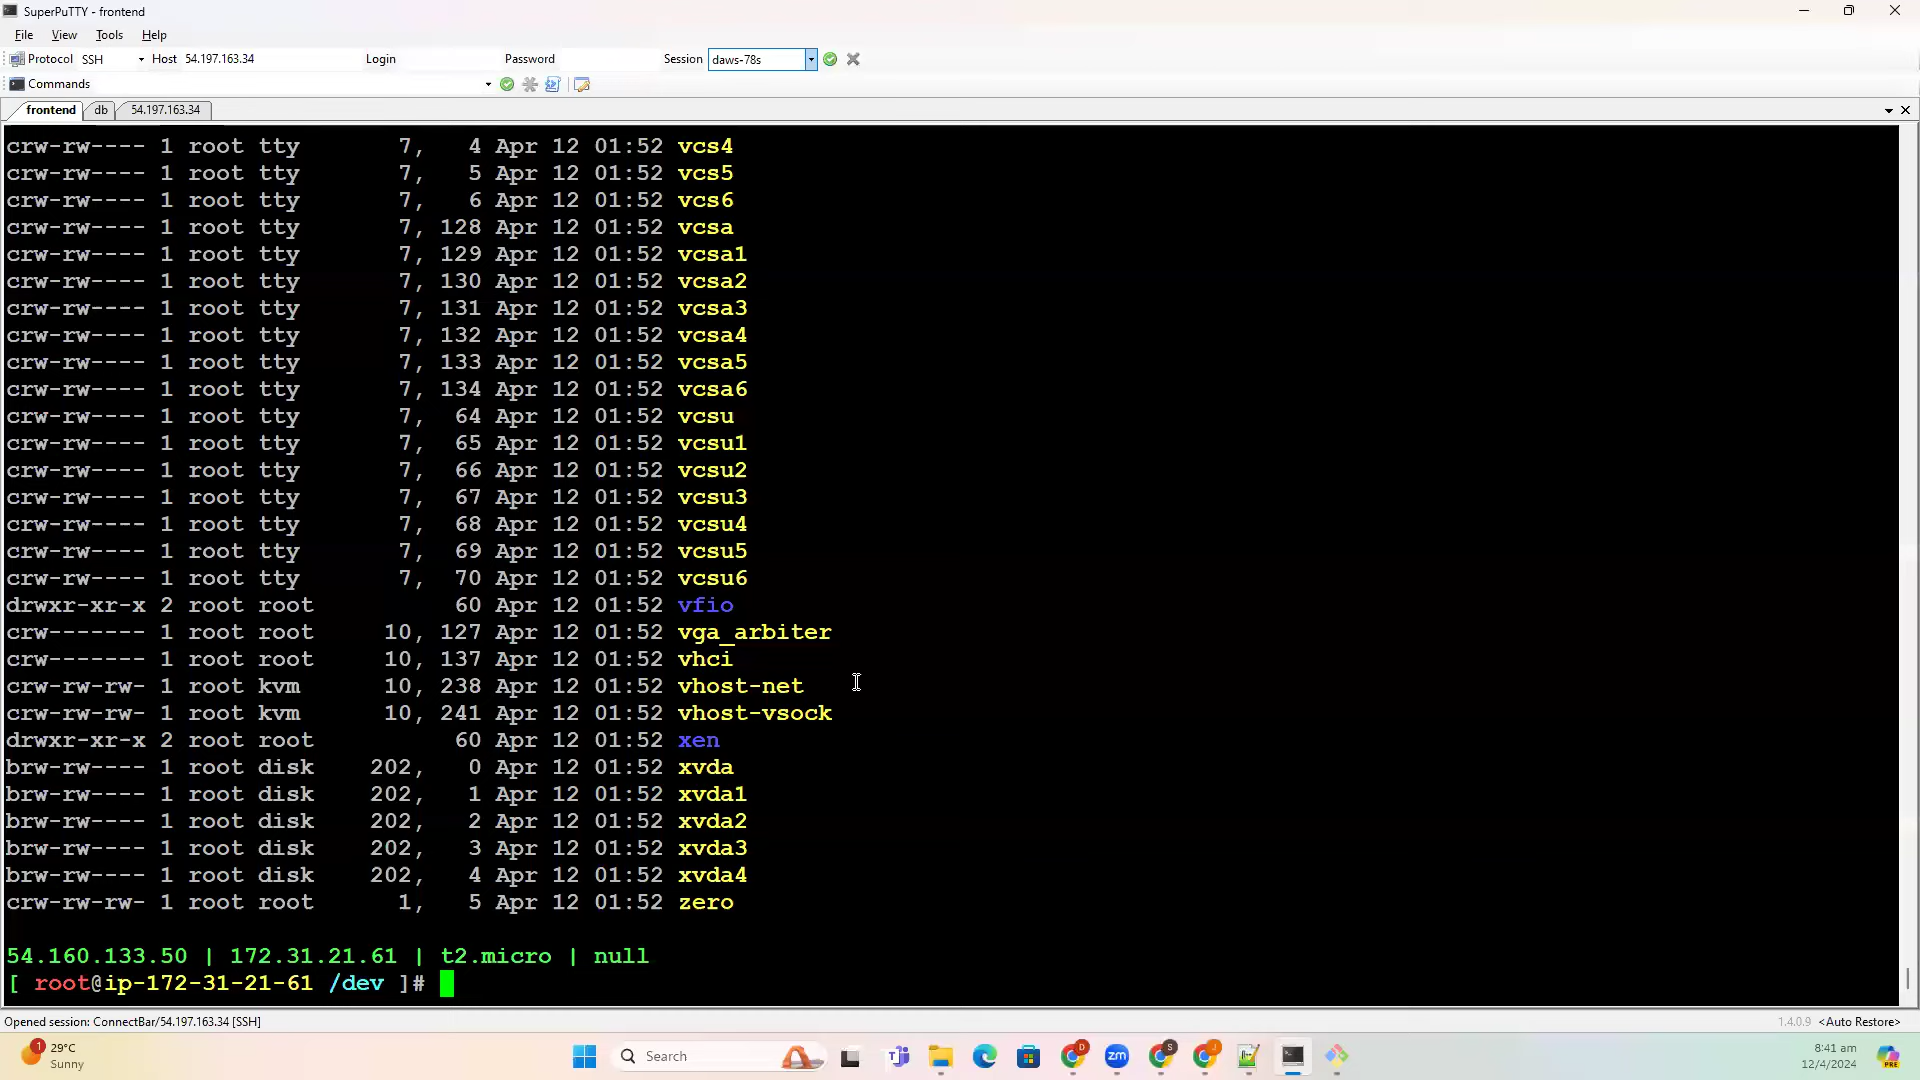 SuperPuTTY - frontend
File View Tools Help
Protocol SSH Host 54.197.163.34 Login Password Session daws-78s
Commands
frontend db 54.197.163.34
crw-rw---- 1 root tty 7, 4 Apr 12 01:52 vcs4
crw-rw---- 1 root tty 7, 5 Apr 12 01:52 vcs5
crw-rw---- 1 root tty 7, 6 Apr 12 01:52 vcs6
crw-rw---- 1 root tty 7, 128 Apr 12 01:52 vcsa
crw-rw---- 1 root tty 7, 129 Apr 12 01:52 vcsa1
crw-rw---- 1 root tty 7, 130 Apr 12 01:52 vcsa2
crw-rw---- 1 root tty 7, 131 Apr 12 01:52 vcsa3
crw-rw---- 1 root tty 7, 132 Apr 12 01:52 vcsa4
crw-rw---- 1 root tty 7, 133 Apr 12 01:52 vcsa5
crw-rw---- 1 root tty 7, 134 Apr 12 01:52 vcsa6
crw-rw---- 1 root tty 7, 64 Apr 12 01:52 vcsu
crw-rw---- 1 root tty 7, 65 Apr 12 01:52 vcsu1
crw-rw---- 1 root tty 7, 66 Apr 12 01:52 vcsu2
crw-rw---- 1 root tty 7, 67 Apr 12 01:52 vcsu3
crw-rw---- 1 root tty 7, 68 Apr 12 01:52 vcsu4
crw-rw---- 1 root tty 7, 69 Apr 12 01:52 vcsu5
crw-rw---- 1 root tty 7, 70 Apr 12 01:52 vcsu6
drwxr-xr-x 2 root root 60 Apr 12 01:52 vfio
crw------- 1 root root 10, 127 Apr 12 01:52 vga_arbiter
crw------- 1 root root 10, 137 Apr 12 01:52 vhci
crw-rw-rw- 1 root kvm 10, 238 Apr 12 01:52 vhost-net
crw-rw-rw- 1 root kvm 10, 241 Apr 12 01:52 vhost-vsock
drwxr-xr-x 2 root root 60 Apr 12 01:52 xen
brw-rw---- 1 root disk 202, 0 Apr 12 01:52 xvda
brw-rw---- 1 root disk 202, 1 Apr 12 01:52 xvda1
brw-rw---- 1 root disk 202, 2 Apr 12 01:52 xvda2
brw-rw---- 1 root disk 202, 3 Apr 12 01:52 xvda3
brw-rw---- 1 root disk 202, 4 Apr 12 01:52 xvda4
crw-rw-rw- 1 root root 1, 5 Apr 12 01:52 zero
54.160.133.50 | 172.31.21.61 | t2.micro | null
[ root@ip-172-31-21-61 /dev ]#
Opened session: ConnectBar/54.197.163.34 [SSH] 1.4.0.9 <Auto Restore>
1 29°C Search 8:41 am
Sunny 12/4/2024